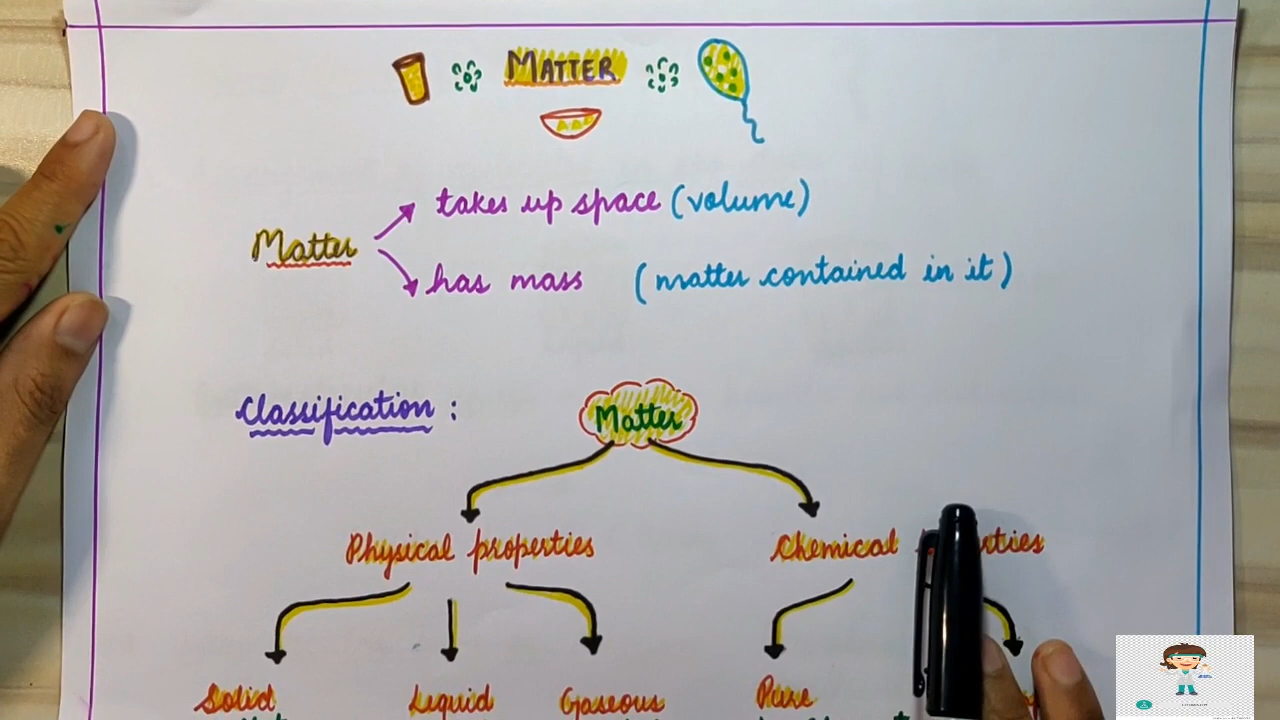 MATTER
Matter
takes up space (volume)
has mass (matter contained in it)
Classification :
Matter
Physical properties
Chemical
Solid
Liquid
Gaseous
Pure